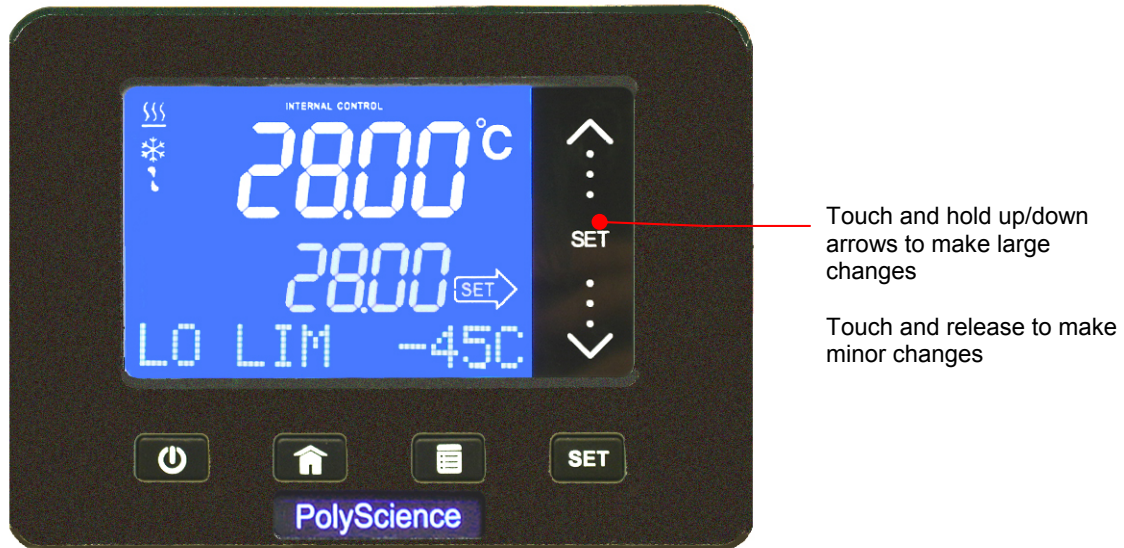 INTERNAL CONTROL
28.00°C
28.00 SET
LO LIM -45C
SET
SET
PolyScience
Touch and hold up/down
arrows to make large
changes
Touch and release to make
minor changes